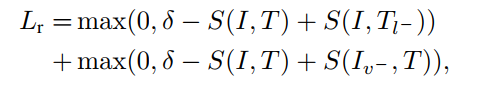 L_r = max(0, δ − S(I, T) + S(I, T_{l^-}))
+ max(0, δ − S(I, T) + S(I_{v^-}, T)),